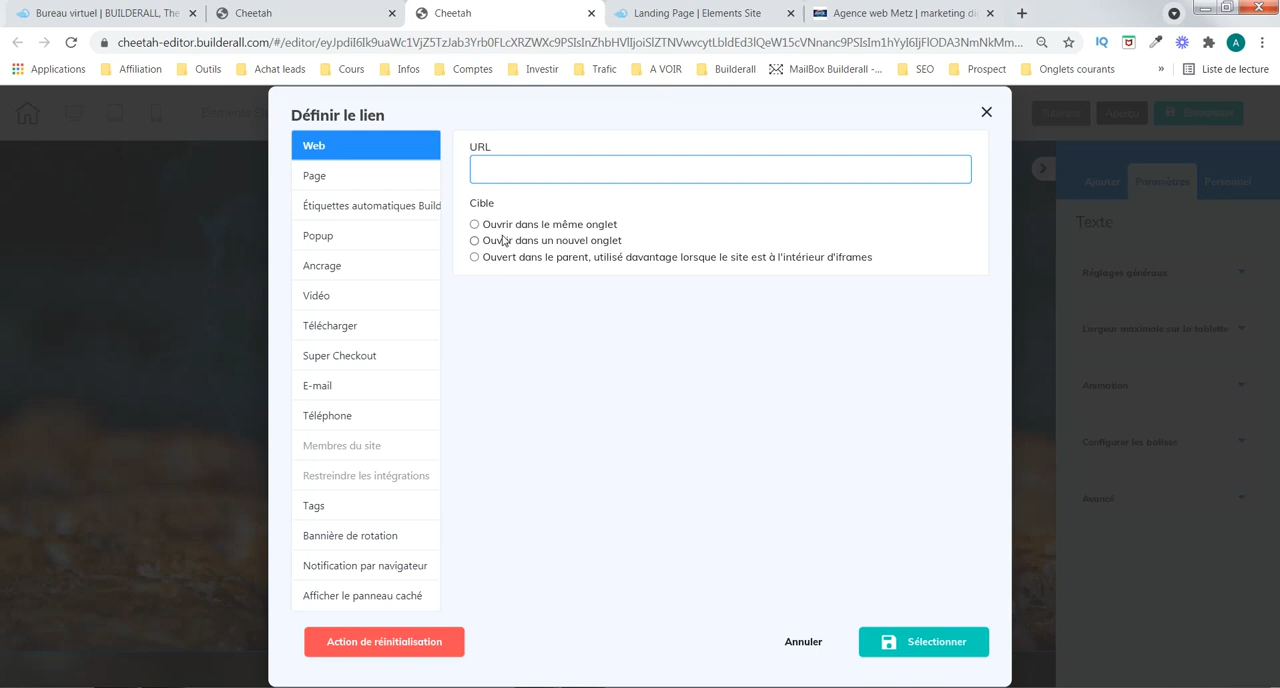 Bureau virtuel | BUILDERALL, The
Cheetah
Cheetah
Landing Page | Elements Site
Agence web Metz | marketing di
cheetah-editor.builderall.com/#/editor/
Applications
Affiliation
Outils
Achat leads
Cours
Infos
Comptes
Investir
Trafic
A VOIR
Builderall
MailBox Builderall -...
SEO
Prospect
Onglets courants
»
Liste de lecture
Définir le lien
Web
Page
Étiquettes automatiques Build
Popup
Ancrage
Vidéo
Télécharger
Super Checkout
E-mail
Téléphone
Membres du site
Restreindre les intégrations
Tags
Bannière de rotation
Notification par navigateur
Afficher le panneau caché
URL
Cible
Ouvrir dans le même onglet
Ouvrir dans un nouvel onglet
Ouvert dans le parent, utilisé davantage lorsque le site est à l'intérieur d'iframes
Action de réinitialisation
Annuler
Sélectionner
Aperçu
Ajouter
Paramètres
Personnel
Texte
Réglages généraux
Largeur maximale sur la tablette
Animation
Configurer les balises
Avancé
IQ
A